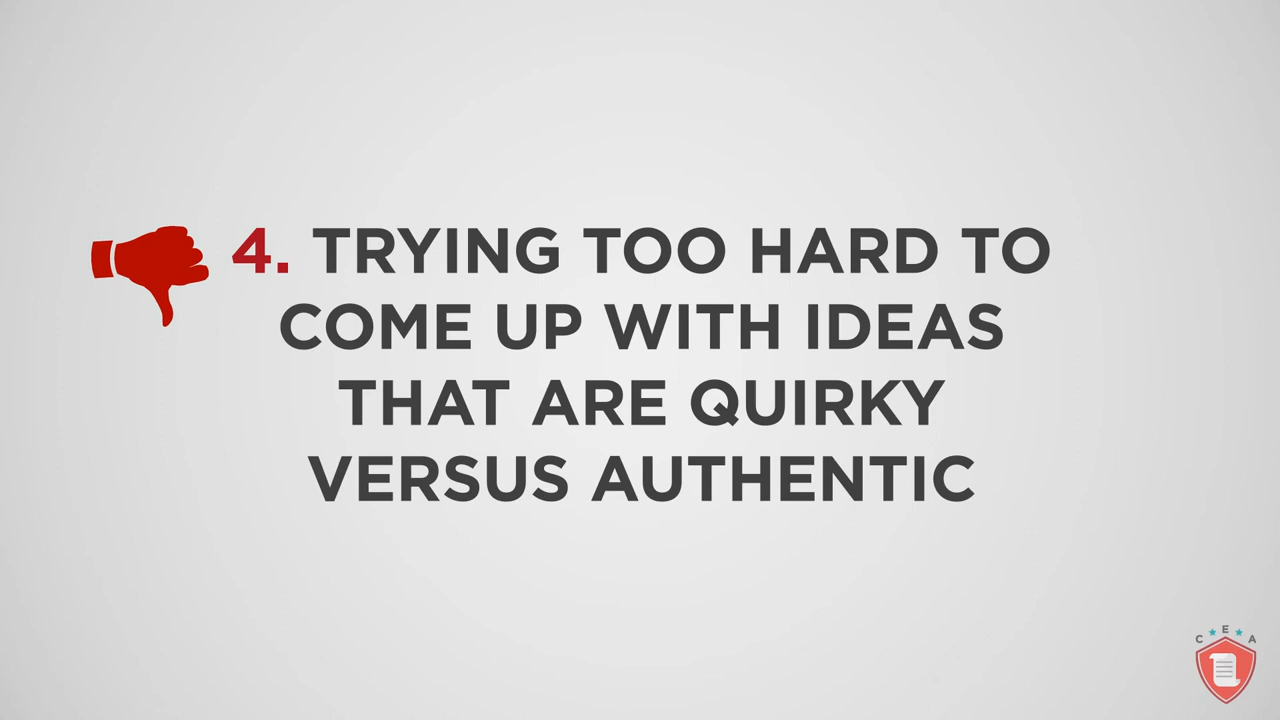 4. TRYING TOO HARD TO
COME UP WITH IDEAS
THAT ARE QUIRKY
VERSUS AUTHENTIC
C E A